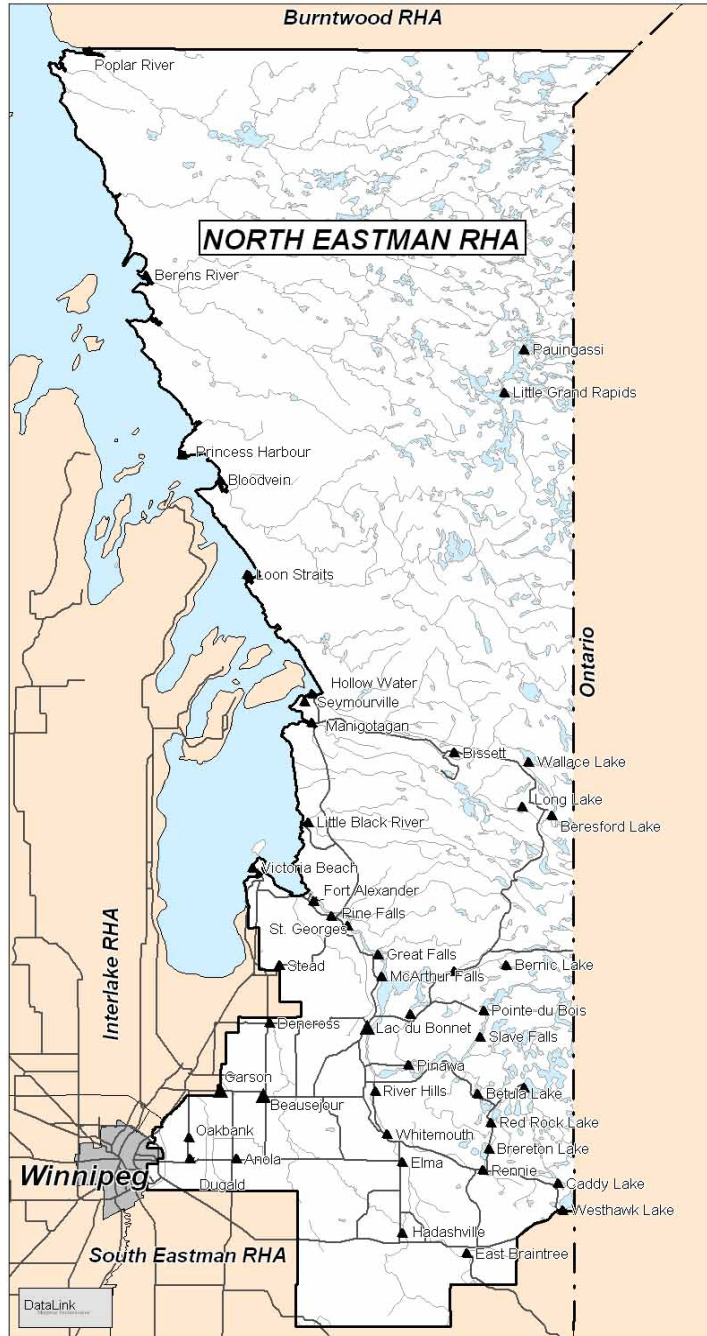 Burntwood RHA
Poplar River
NORTH EASTMAN RHA
Berens River
Pauingassi
Little Grand Rapids
Princess Harbour
Bloodvein
Loon Straits
Ontario
Hollow Water
Seymourville
Manigotagan
Bissett
Wallace Lake
Long Lake
Beresford Lake
Little Black River
Victoria Beach
Fort Alexander
Pine Falls
St. Georges
Great Falls
Stead
McArthur Falls
Bernic Lake
Interlake RHA
Pointe du Bois
Dencross
Lac du Bonnet
Slave Falls
Pinawa
Garson
River Hills
Betula Lake
Beausejour
Red Rock Lake
Oakbank
Whitemouth
Brereton Lake
Anola
Elma
Rennie
Winnipeg
Dugald
Caddy Lake
Westhawk Lake
Hadashville
South Eastman RHA
East Braintree
DataLink